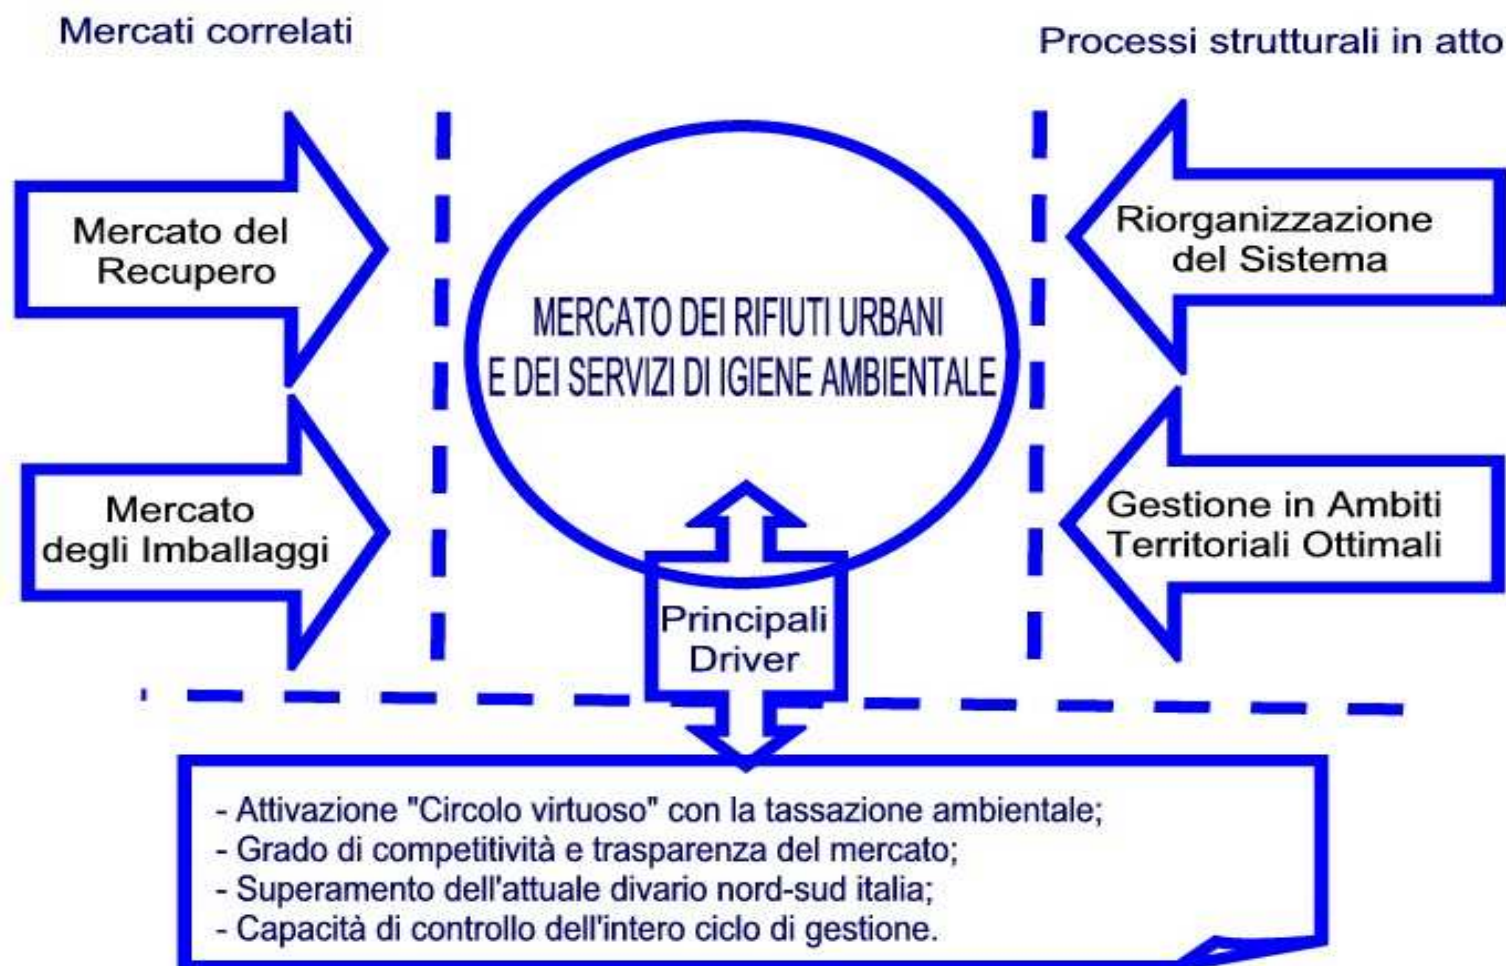 Mercati correlati
Processi strutturali in atto
Mercato del
Recupero
Riorganizzazione
del Sistema
MERCATO DEI RIFIUTI URBANI
E DEI SERVIZI DI IGIENE AMBIENTALE
Mercato
degli Imballaggi
Gestione in Ambiti
Territoriali Ottimali
Principali
Driver
- Attivazione "Circolo virtuoso" con la tassazione ambientale;
- Grado di competitività e trasparenza del mercato;
- Superamento dell'attuale divario nord-sud italia;
- Capacità di controllo dell'intero ciclo di gestione.